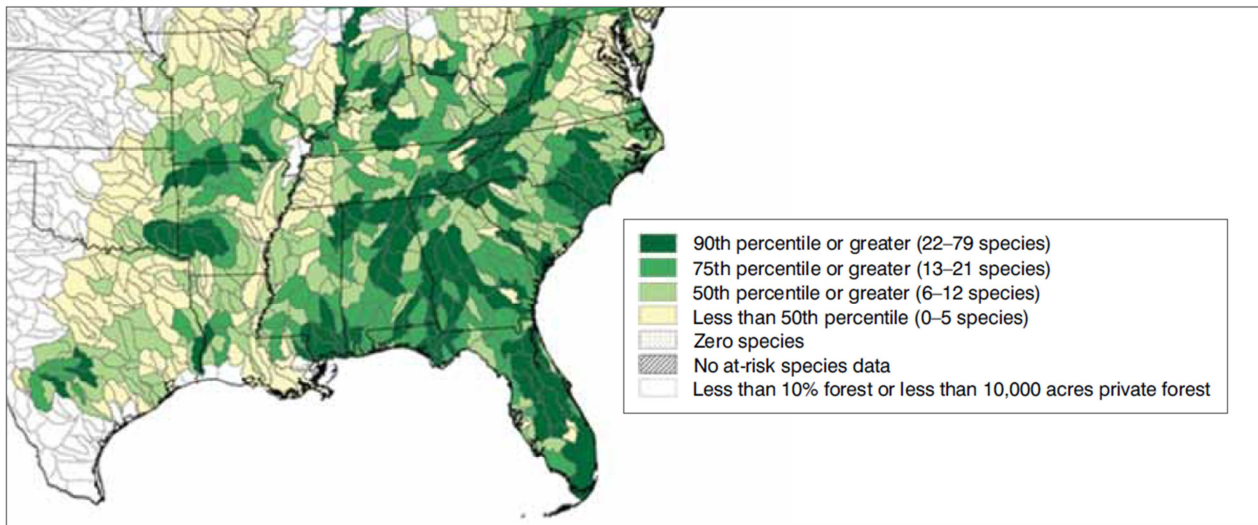 90th percentile or greater (22–79 species)
75th percentile or greater (13–21 species)
50th percentile or greater (6–12 species)
Less than 50th percentile (0–5 species)
Zero species
No at-risk species data
Less than 10% forest or less than 10,000 acres private forest